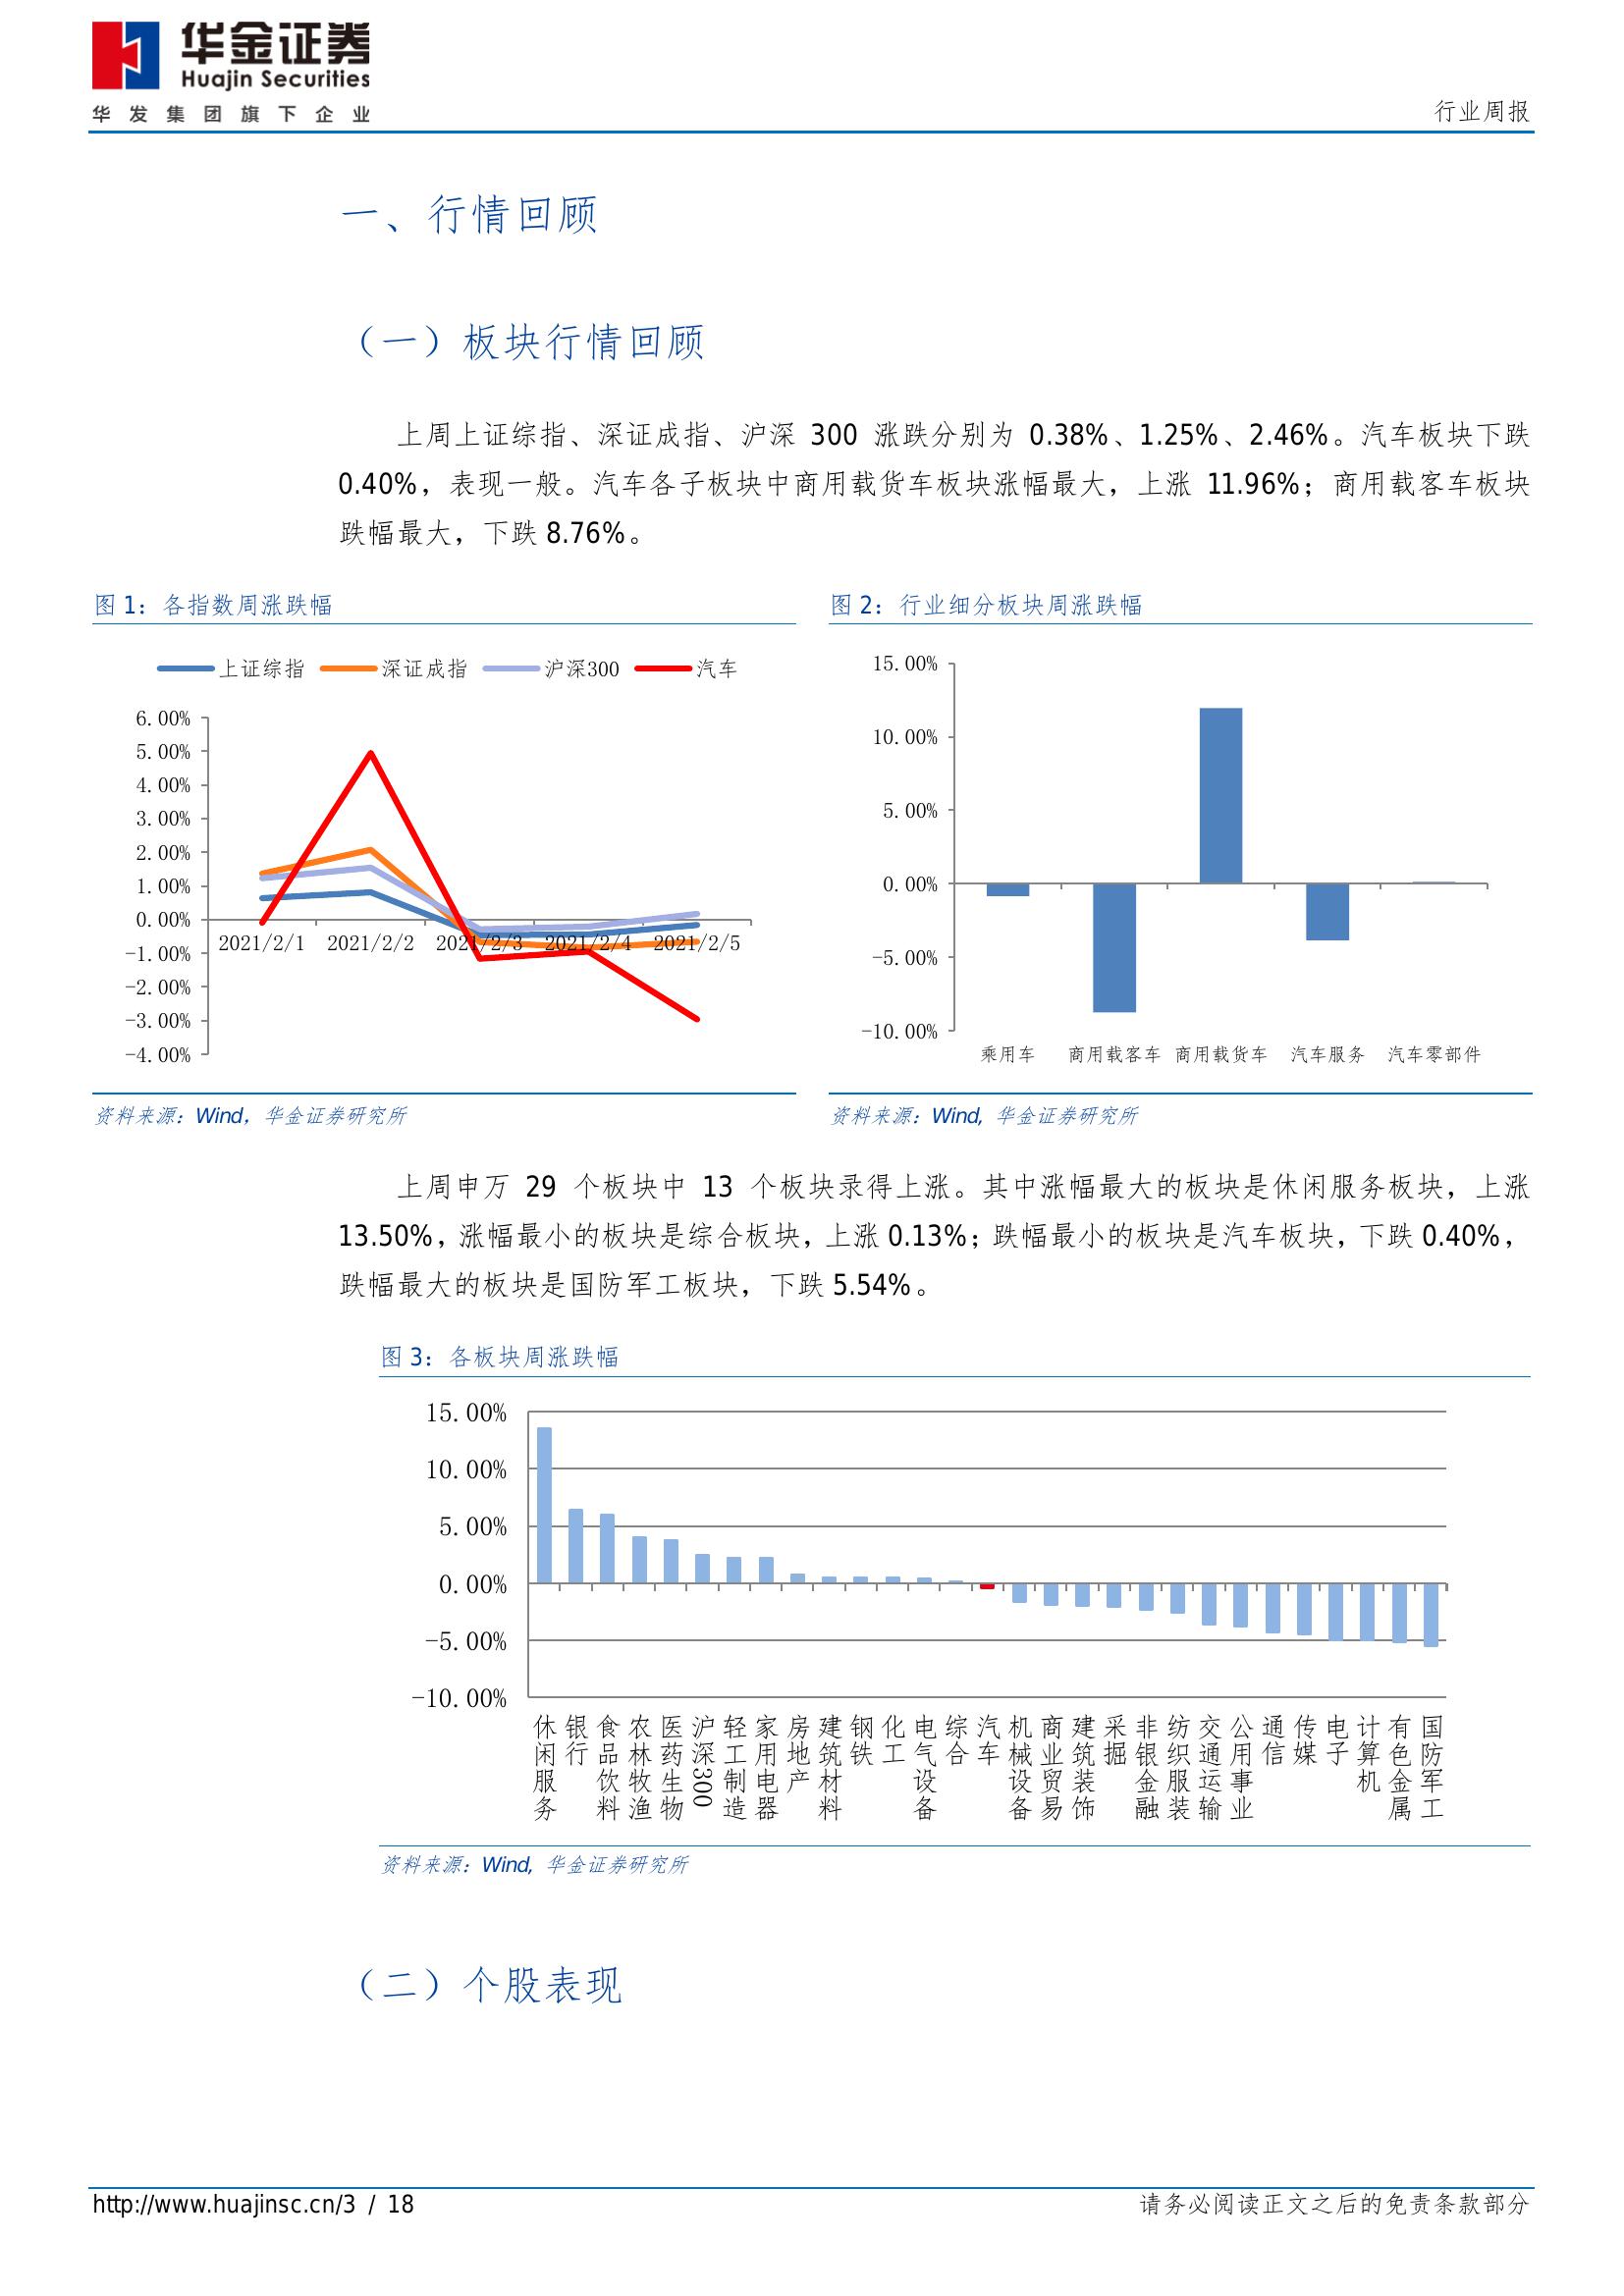 华金证券
Huajin Securities
华发集团旗下企业
行业周报
一、行情回顾
（一）板块行情回顾
上周上证综指、深证成指、沪深 300 涨跌分别为 0.38%、1.25%、2.46%。汽车板块下跌
0.40%，表现一般。汽车各子板块中商用载货车板块涨幅最大，上涨 11.96%；商用载客车板块
跌幅最大，下跌 8.76%。
图 1：各指数周涨跌幅
上证综指 深证成指 沪深300 汽车
6.00%
5.00%
4.00%
3.00%
2.00%
1.00%
0.00%
-1.00%
-2.00%
-3.00%
-4.00%
2021/2/1 2021/2/2 2021/2/3 2021/2/4 2021/2/5
资料来源：Wind，华金证券研究所
图 2：行业细分板块周涨跌幅
15.00%
10.00%
5.00%
0.00%
-5.00%
-10.00%
乘用车 商用载客车 商用载货车 汽车服务 汽车零部件
资料来源：Wind, 华金证券研究所
上周申万 29 个板块中 13 个板块录得上涨。其中涨幅最大的板块是休闲服务板块，上涨
13.50%，涨幅最小的板块是综合板块，上涨 0.13%；跌幅最小的板块是汽车板块，下跌 0.40%，
跌幅最大的板块是国防军工板块，下跌 5.54%。
图 3：各板块周涨跌幅
15.00%
10.00%
5.00%
0.00%
-5.00%
-10.00%
休闲服务 银行 食品饮料 农林牧渔 医药生物 沪深300 轻工制造 家用电器 房地产 建筑材料 钢铁 化工 电气设备 综合 汽车 机械设备 商业贸易 建筑装饰 采掘 非银金融 纺织服装 交通运输 公用事业 通信 传媒 电子 计算机 有色金属 国防军工
资料来源：Wind, 华金证券研究所
（二）个股表现
http://www.huajinsc.cn/3 / 18
请务必阅读正文之后的免责条款部分